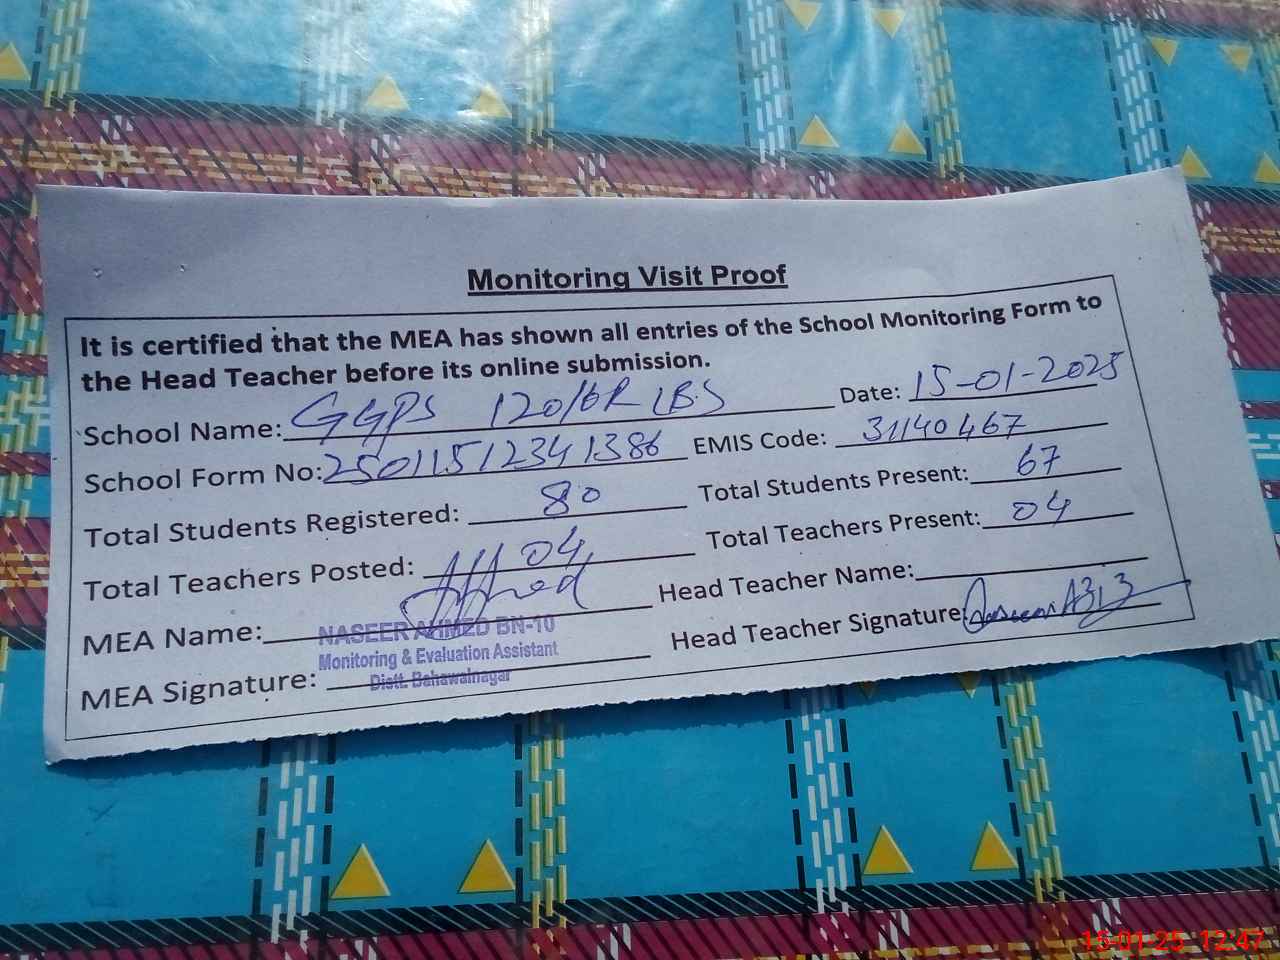 Monitoring Visit Proof
It is certified that the MEA has shown all entries of the School Monitoring Form to
the Head Teacher before its online submission.
School Name: GGPS 120/6R (B.S) Date: 15-01-2025
School Form No: 25011512341386 EMIS Code: 31140467
Total Students Registered: 80 Total Students Present: 67
Total Teachers Posted: 04 Total Teachers Present: 04
MEA Name: Head Teacher Name:
NASEER AHMED BN-10
Monitoring & Evaluation Assistant
MEA Signature: Head Teacher Signature:
Distt. Bahawalnagar
15-01-25 12:47